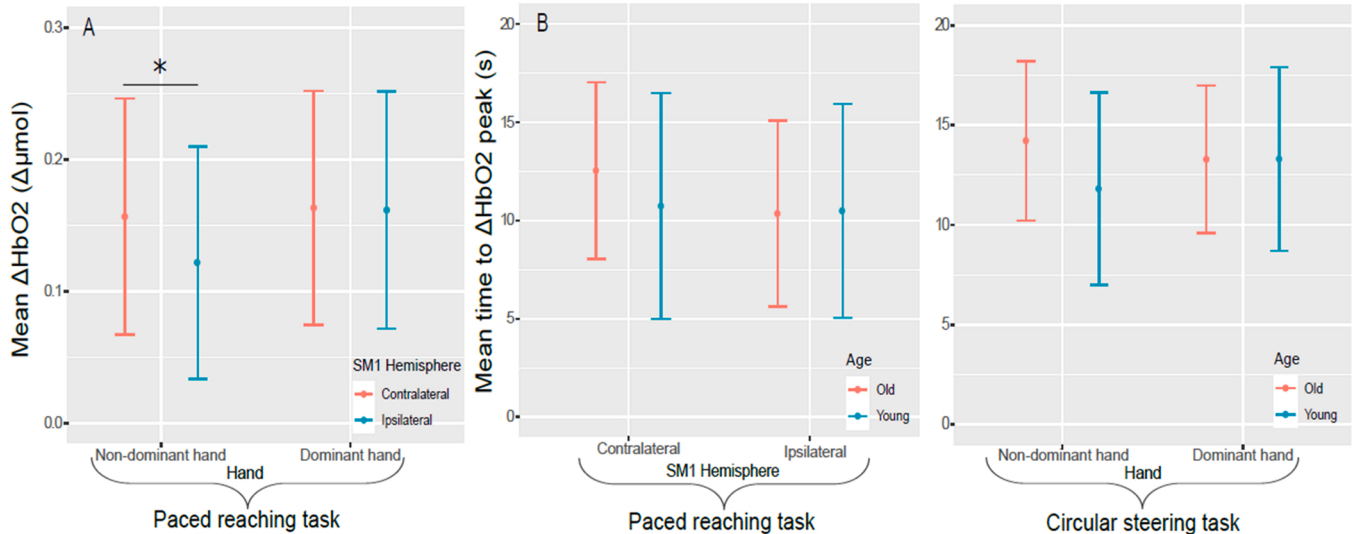 A
*
Mean ΔHbO2 (Δμmol)
0.3
0.2
0.1
0.0
SM1 Hemisphere
Contralateral
Ipsilateral
Non-dominant hand
Dominant hand
Hand
Paced reaching task
B
Mean time to ΔHbO2 peak (s)
20
15
10
5
0
Age
Old
Young
Contralateral
Ipsilateral
SM1 Hemisphere
Paced reaching task
20
15
10
5
0
Age
Old
Young
Non-dominant hand
Dominant hand
Hand
Circular steering task